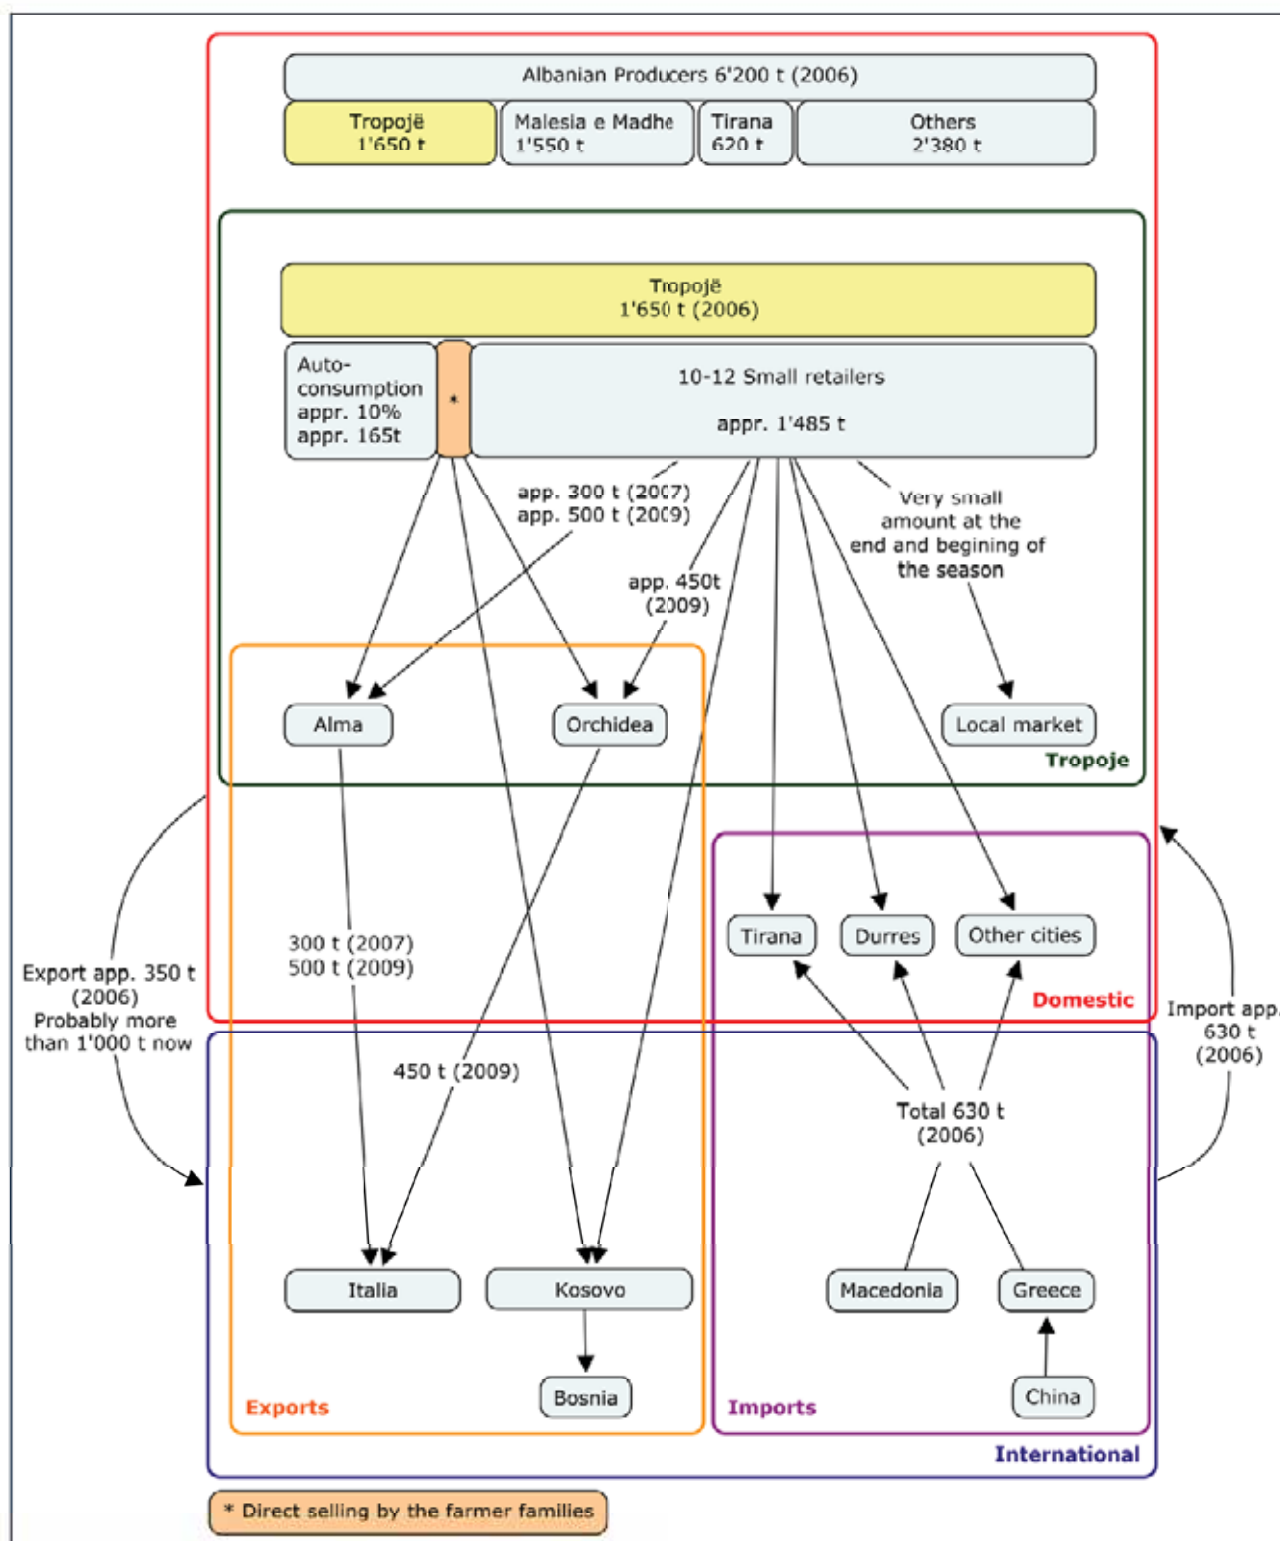 Albanian Producers 6'200 t (2006)
Tropojë
1'650 t
Malesia e Madhe
1'550 t
Tirana
620 t
Others
2'380 t
Tropojë
1'650 t (2006)
Auto-
consumption
appr. 10%
appr. 165t
*
10-12 Small retailers
appr. 1'485 t
app. 300 t (2007)
app. 500 t (2009)
app. 450t
(2009)
Very small
amount at the
end and begining of
the season
Alma
Orchidea
Local market
Tropoje
Tirana
Durres
Other cities
Domestic
300 t (2007)
500 t (2009)
Export app. 350 t
(2006)
Probably more
than 1'000 t now
Import app.
630 t
(2006)
450 t (2009)
Total 630 t
(2006)
Italia
Kosovo
Macedonia
Greece
Bosnia
China
Exports
Imports
International
* Direct selling by the farmer families